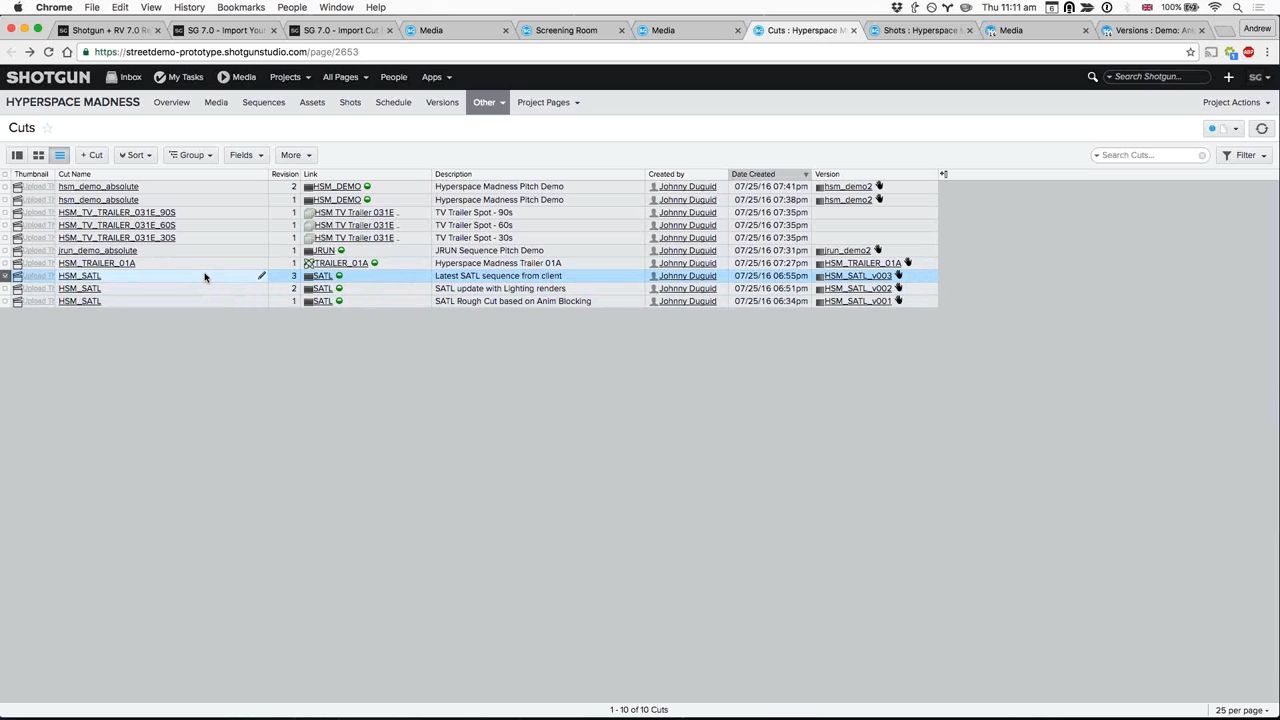 Chrome File Edit View History Bookmarks People Window Help 6 Thu 11:11 am 100%
Shotgun + RV 7.0 Re × SG 7.0 - Import Your × SG 7.0 - Import Cut × Media × Screening Room × Media × Cuts : Hyperspace M × Shots : Hyperspace M × Media × Versions : Demo: Ani × Andrew
https://streetdemo-prototype.shotgunstudio.com/page/2653
SHOTGUN Inbox My Tasks Media Projects All Pages People Apps Search Shotgun... + SG
HYPERSPACE MADNESS Overview Media Sequences Assets Shots Schedule Versions Other Project Pages Project Actions
Cuts
+ Cut Sort Group Fields More Search Cuts... Filter
Thumbnail Cut Name Revision Link Description Created by Date Created Version
hsm_demo_absolute 2 HSM_DEMO Hyperspace Madness Pitch Demo Johnny Duguid 07/25/16 07:41pm hsm_demo2
hsm_demo_absolute 1 HSM_DEMO Hyperspace Madness Pitch Demo Johnny Duguid 07/25/16 07:38pm hsm_demo2
HSM_TV_TRAILER_031E_90S 1 HSM TV Trailer 031E .. TV Trailer Spot - 90s Johnny Duguid 07/25/16 07:35pm
HSM_TV_TRAILER_031E_60S 1 HSM TV Trailer 031E .. TV Trailer Spot - 60s Johnny Duguid 07/25/16 07:35pm
HSM_TV_TRAILER_031E_30S 1 HSM TV Trailer 031E .. TV Trailer Spot - 30s Johnny Duguid 07/25/16 07:35pm
jrun_demo_absolute 1 JRUN JRUN Sequence Pitch Demo Johnny Duguid 07/25/16 07:31pm jrun_demo2
HSM_TRAILER_01A 1 TRAILER_01A Hyperspace Madness Trailer 01A Johnny Duguid 07/25/16 07:27pm HSM_TRAILER_01A
HSM_SATL 3 SATL Latest SATL sequence from client Johnny Duguid 07/25/16 06:55pm HSM_SATL_v003
HSM_SATL 2 SATL SATL update with Lighting renders Johnny Duguid 07/25/16 06:51pm HSM_SATL_v002
HSM_SATL 1 SATL SATL Rough Cut based on Anim Blocking Johnny Duguid 07/25/16 06:34pm HSM_SATL_v001
1 - 10 of 10 Cuts 25 per page